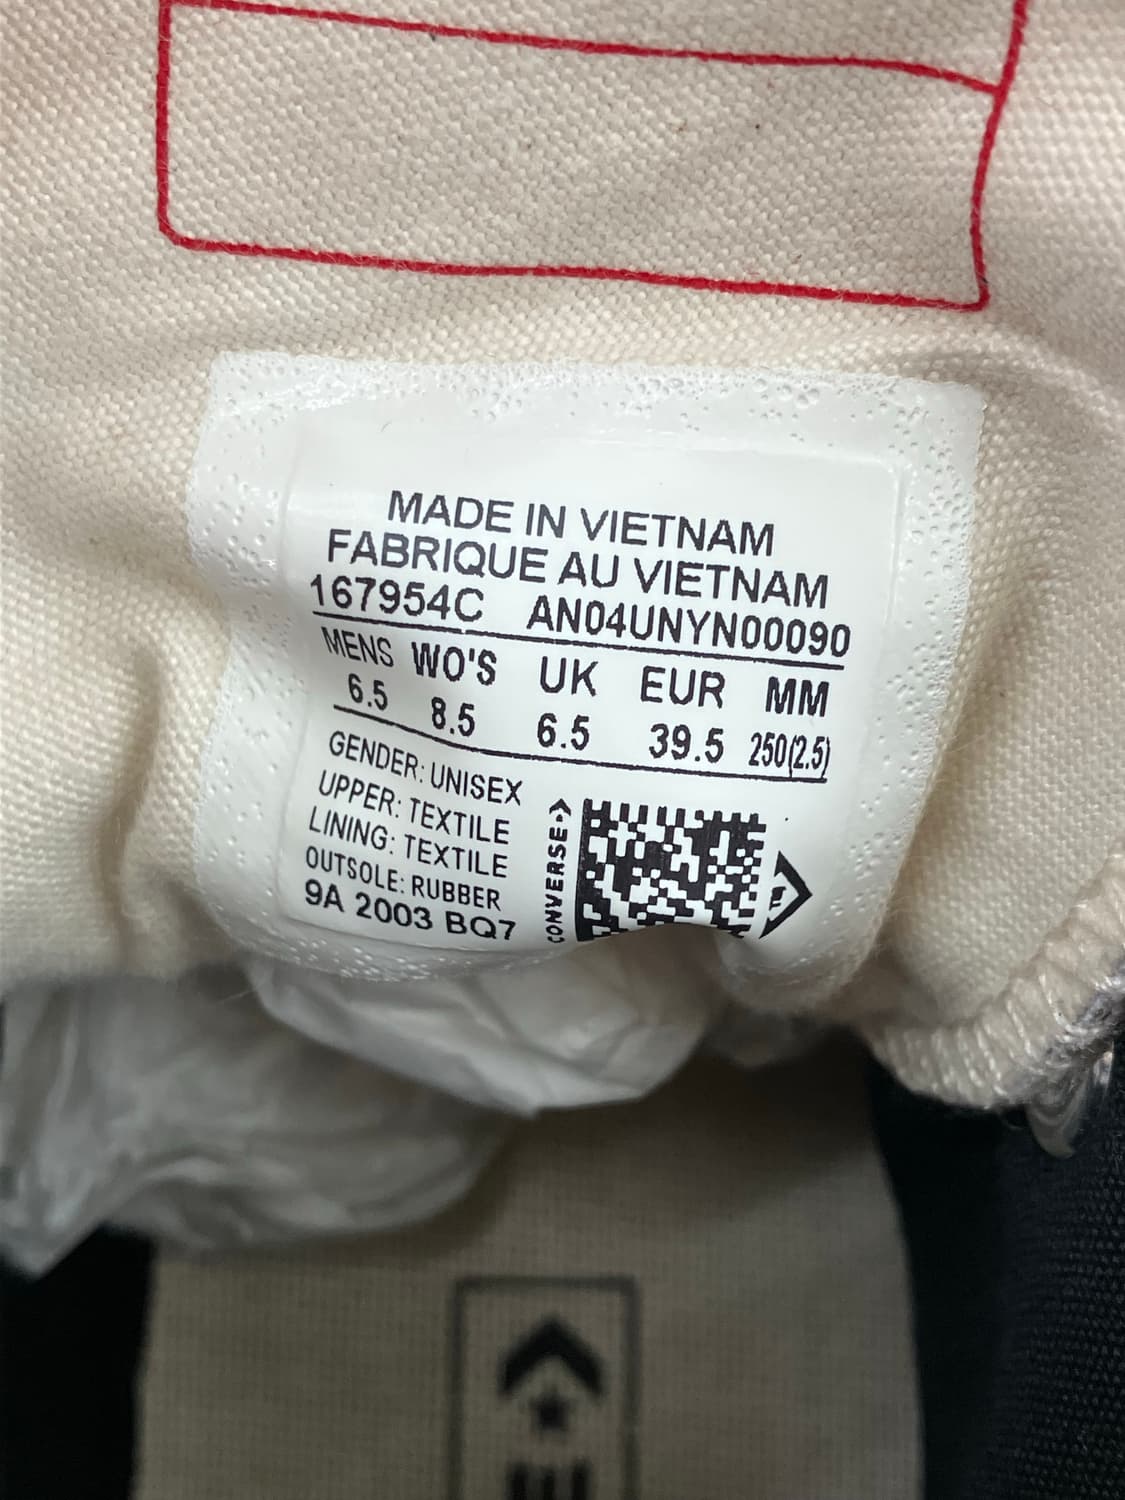 MADE IN VIETNAM
FABRIQUE AU VIETNAM
167954C AN04UNYN00090
MENS WO'S UK EUR MM
6.5 8.5 6.5 39.5 250(2.5)
GENDER: UNISEX
UPPER: TEXTILE
LINING: TEXTILE
OUTSOLE: RUBBER
9A 2003 BQ7
CONVERSE